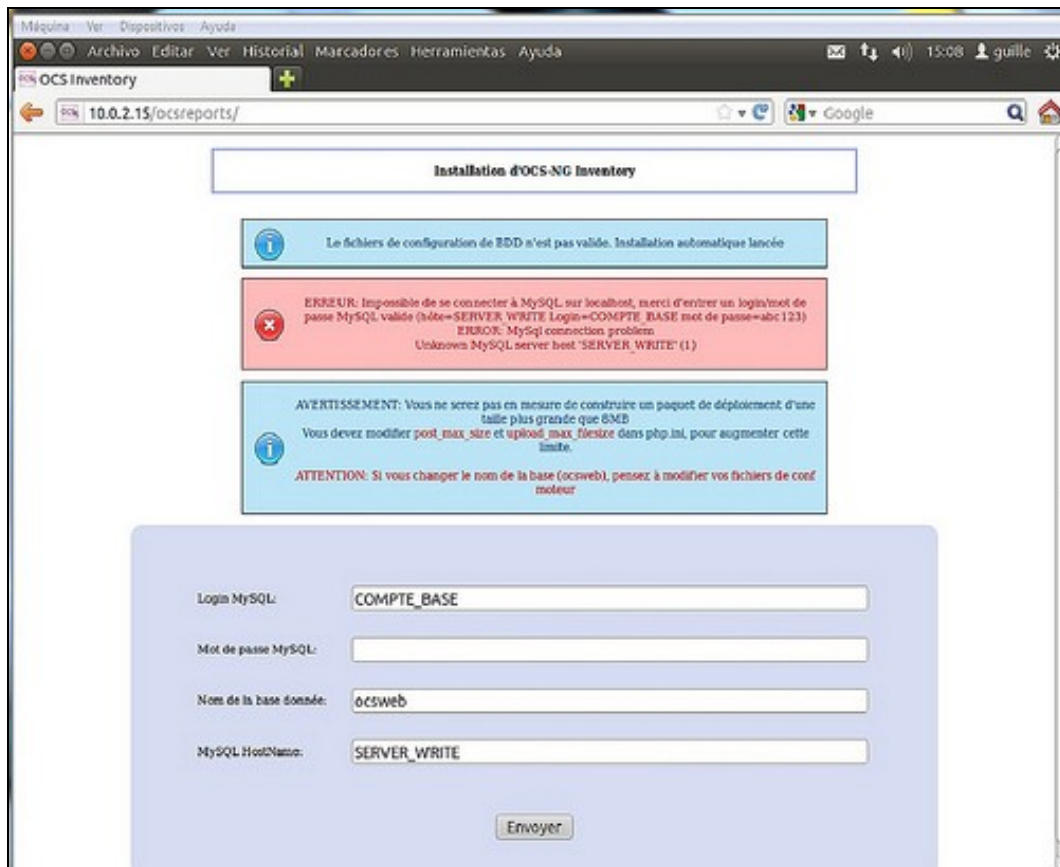 Máquina Ver Dispositivos Ayuda
Archivo Editar Ver Historial Marcadores Herramientas Ayuda 15:08 guille
OCS Inventory
10.0.2.15/ocsreports/ Google
Installation d'OCS-NG Inventory
Le fichiers de configuration de BDD n'est pas valide. Installation automatique lancée
ERREUR: Impossible de se connecter à MySQL sur localhost, merci d'entrer un login/mot de
passe MySQL valide (hôte=SERVER_WRITE Login=COMPTE_BASE mot de passe=abc123)
ERROR: MySql connection problem
Unknown MySQL server host 'SERVER_WRITE' (1)
AVERTISSEMENT: Vous ne serez pas en mesure de construire un paquet de déploiement d'une
taille plus grande que 8MB
Vous devez modifier post_max_size et upload_max_filesize dans php.ini, pour augmenter cette
limite.
ATTENTION: Si vous changer le nom de la base (ocsweb), pensez à modifier vos fichiers de conf
moteur
Login MySQL: COMPTE_BASE
Mot de passe MySQL:
Nom de la base donnée: ocsweb
MySQL HostName: SERVER_WRITE
Envoyer